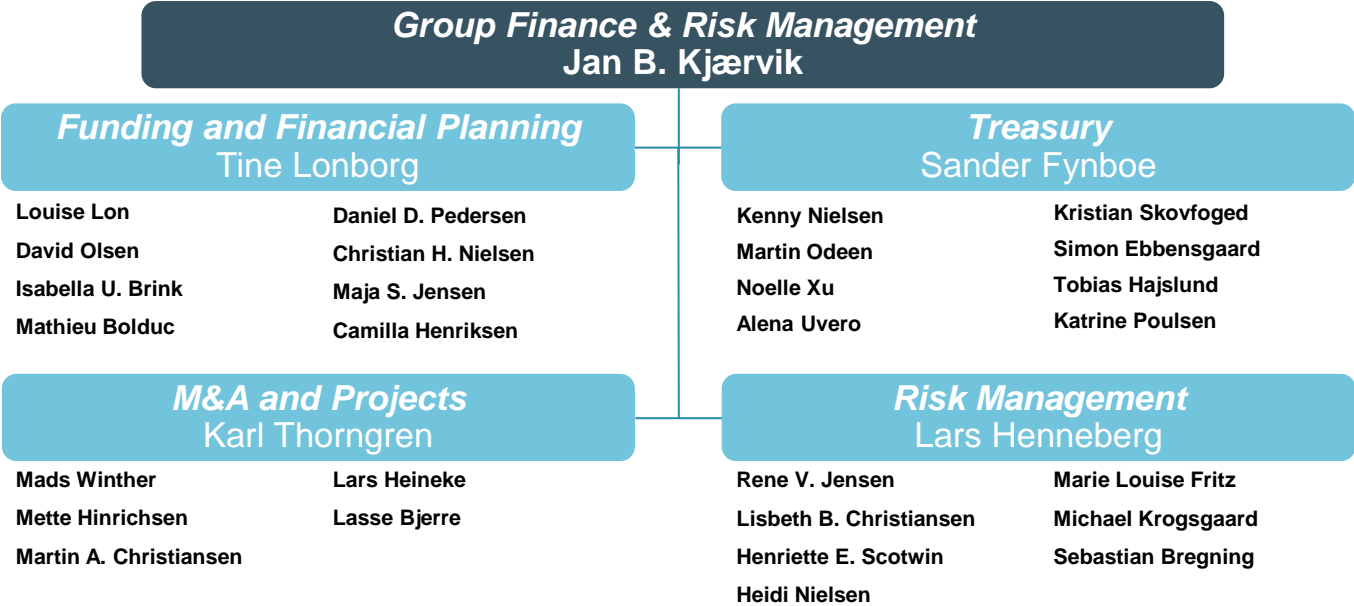 Group Finance & Risk Management
Jan B. Kjærvik
Funding and Financial Planning
Tine Lonborg
Louise Lon
David Olsen
Isabella U. Brink
Mathieu Bolduc
Daniel D. Pedersen
Christian H. Nielsen
Maja S. Jensen
Camilla Henriksen
Treasury
Sander Fynboe
Kenny Nielsen
Martin Odeen
Noelle Xu
Alena Uvero
Kristian Skovfoged
Simon Ebbensgaard
Tobias Hajslund
Katrine Poulsen
M&A and Projects
Karl Thorngren
Mads Winther
Mette Hinrichsen
Martin A. Christiansen
Lars Heineke
Lasse Bjerre
Risk Management
Lars Henneberg
Rene V. Jensen
Lisbeth B. Christiansen
Henriette E. Scotwin
Heidi Nielsen
Marie Louise Fritz
Michael Krogsgaard
Sebastian Bregning